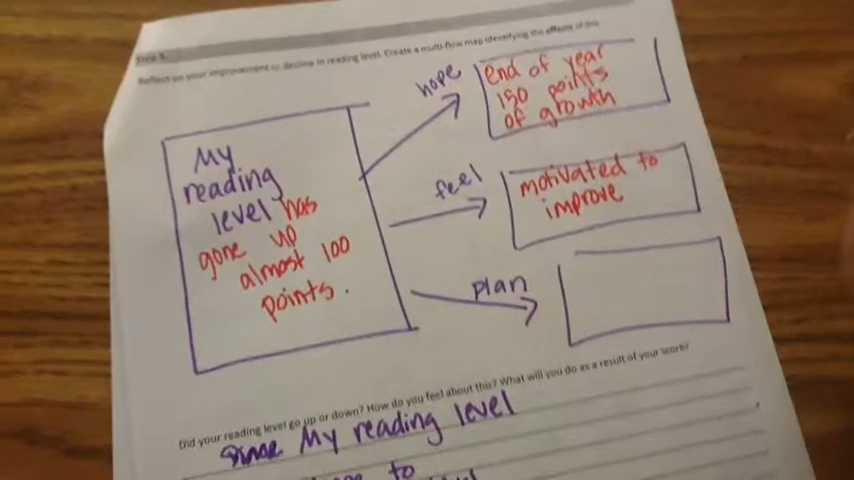 Step 3
Reflect on your improvement or decline in reading level. Create a multi-flow map identifying the effects of this
hope
end of year
150 points
of growth
My
reading
level has
gone up
almost 100
points.
feel
motivated to
improve
plan
Did your reading level go up or down? How do you feel about this? What will you do as a result of your score?
My reading level
to